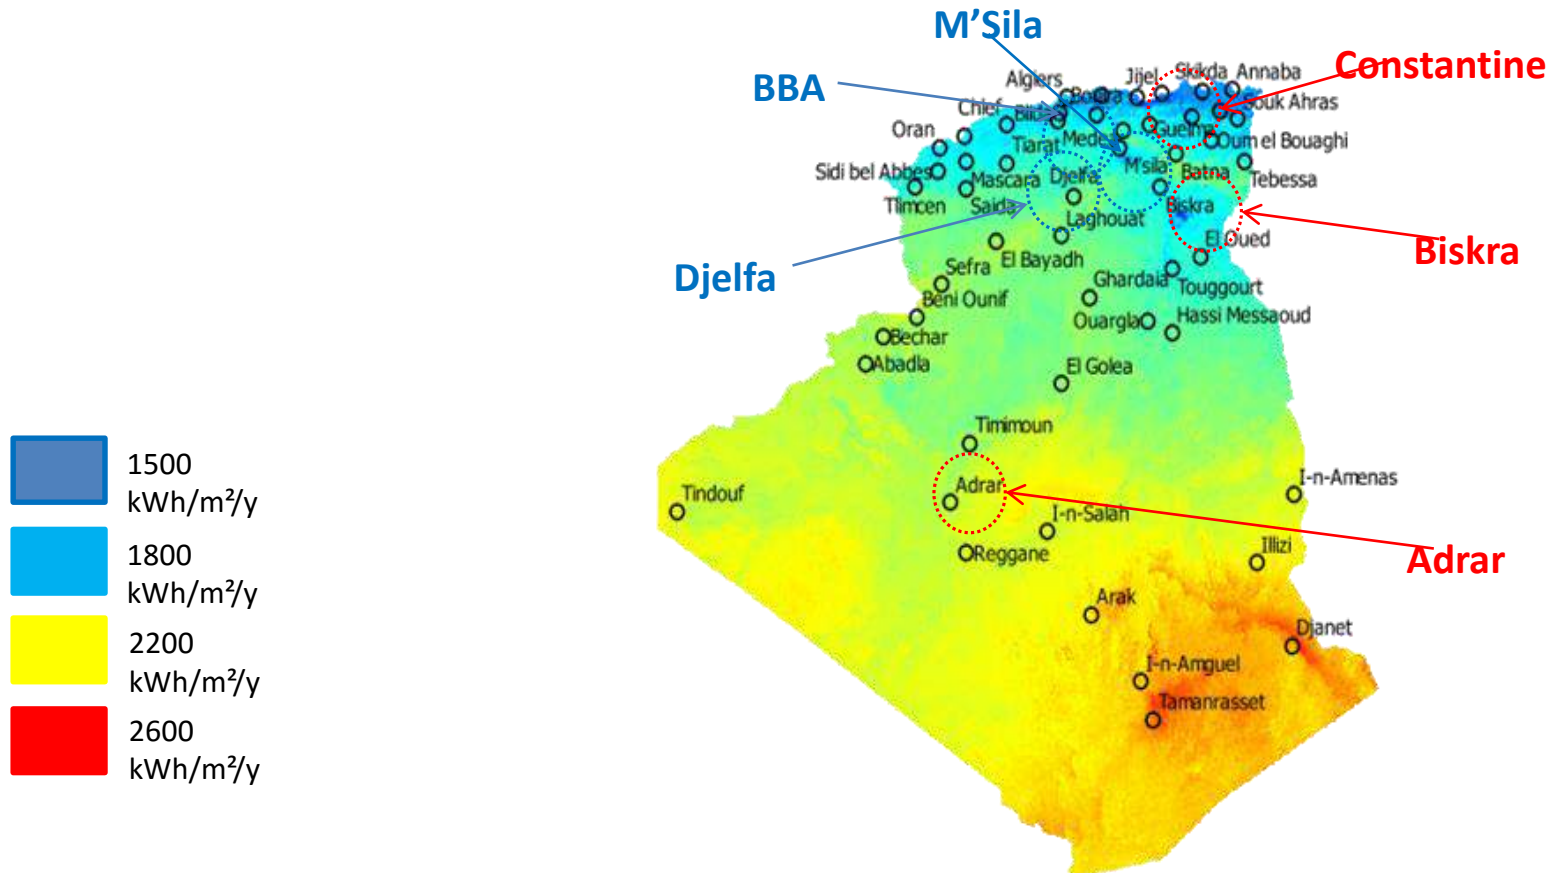 M’Sila
Constantine
BBA
Algiers
Jijel
Skikda
Annaba
Chlef
Souk Ahras
Oran
Medea
Guelma
Oum el Bouaghi
Tiarat
Sidi bel Abbes
Mascara
Djelfa
M'sila
Batna
Tebessa
Tlimcen
Saida
Biskra
Laghouat
El Oued
Biskra
Djelfa
El Bayadh
Sefra
Ghardaia
Touggourt
Beni Ounif
Ouargla
Hassi Messaoud
Bechar
Abadla
El Golea
Timimoun
1500
kWh/m²/y
Tindouf
Adrar
I-n-Amenas
I-n-Salah
1800
kWh/m²/y
Reggane
Illizi
Adrar
Arak
2200
kWh/m²/y
Djanet
I-n-Amguel
Tamanrasset
2600
kWh/m²/y